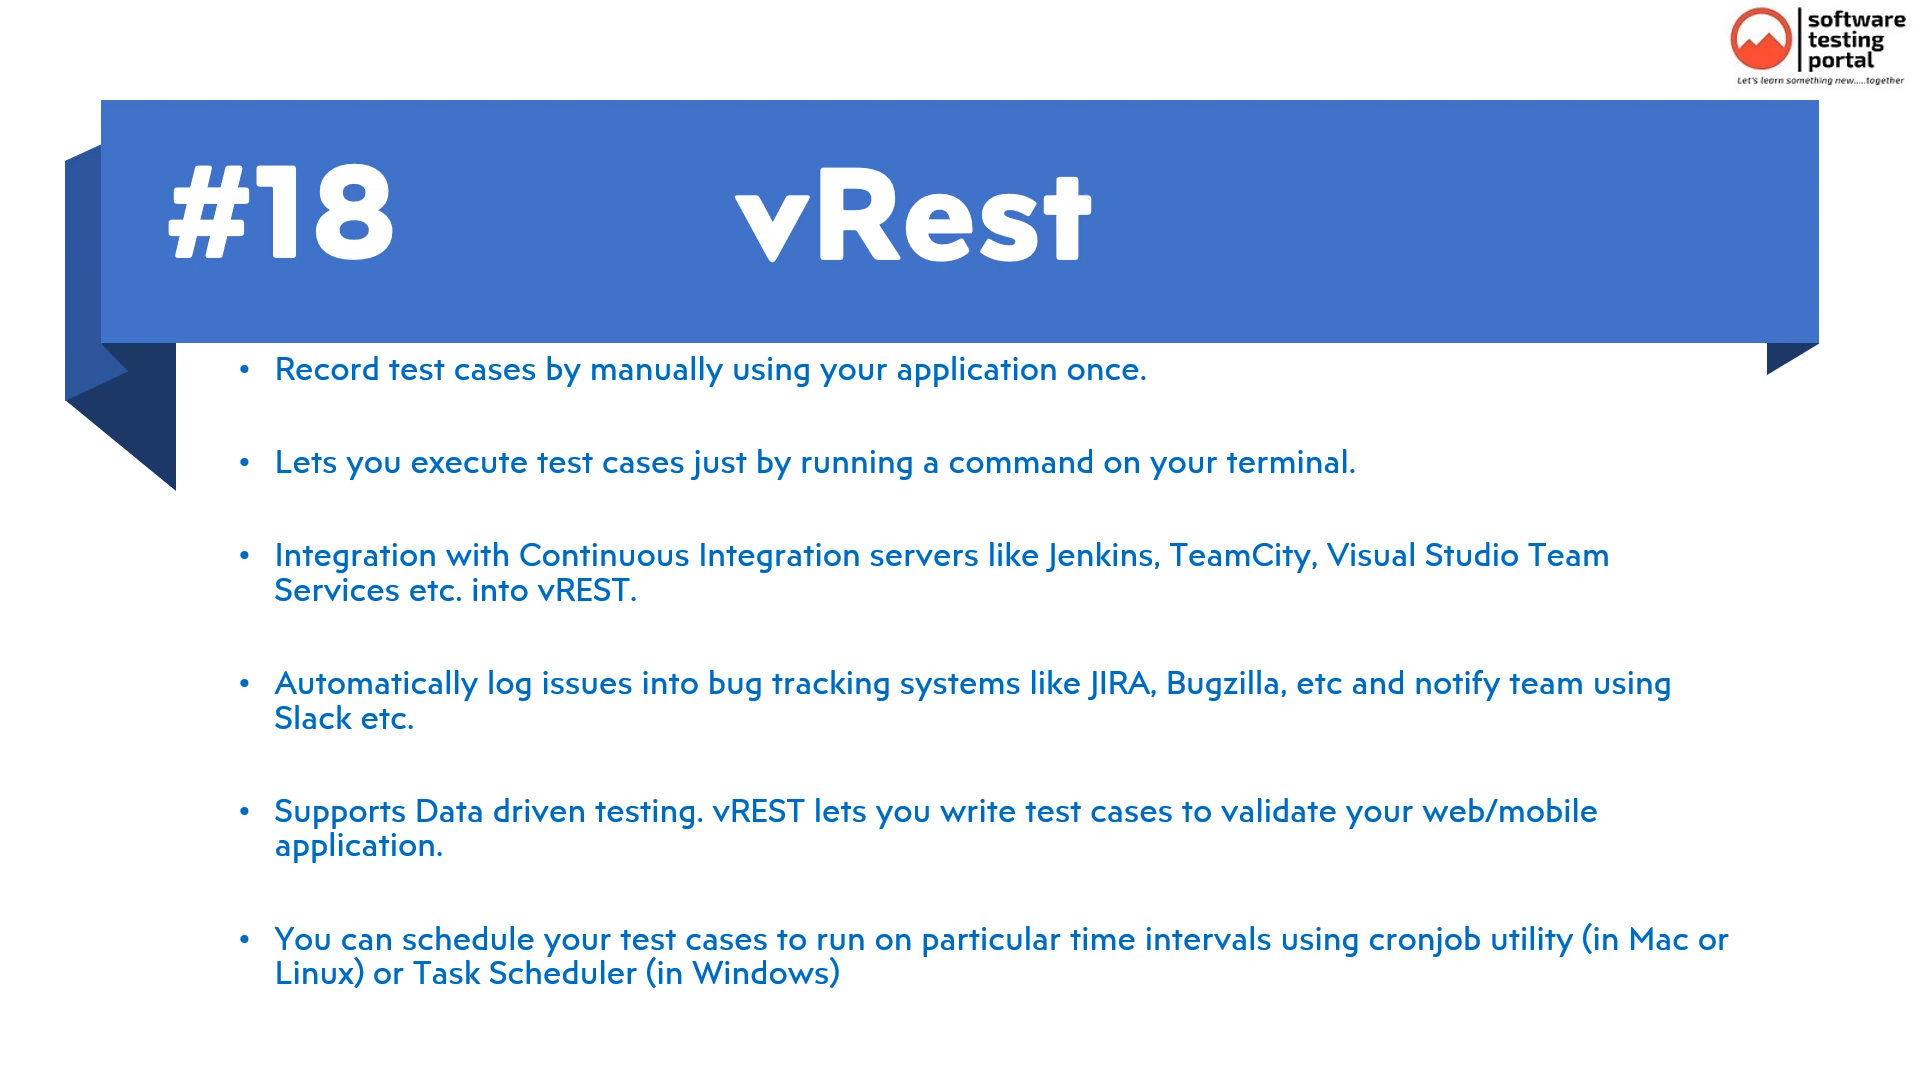 software
testing
portal
Let's learn something new.....together
#18 vRest
• Record test cases by manually using your application once.
• Lets you execute test cases just by running a command on your terminal.
• Integration with Continuous Integration servers like Jenkins, TeamCity, Visual Studio Team
Services etc. into vREST.
• Automatically log issues into bug tracking systems like JIRA, Bugzilla, etc and notify team using
Slack etc.
• Supports Data driven testing. vREST lets you write test cases to validate your web/mobile
application.
• You can schedule your test cases to run on particular time intervals using cronjob utility (in Mac or
Linux) or Task Scheduler (in Windows)